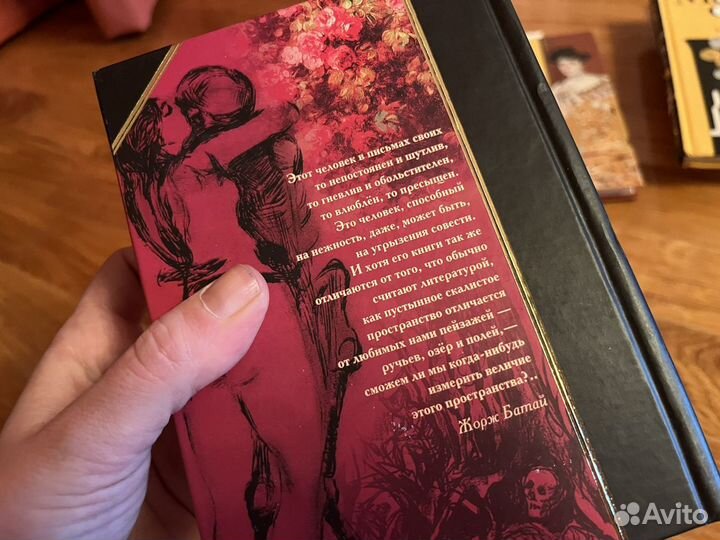 Этот человек в письмах своих
то непостоянен и шутлив,
то гневлив и обольстителен,
то влюблён, то пресыщен.
Это человек, способный
на нежность, даже, может быть,
на угрызения совести.
И хотя его книги так же
отличаются от того, что обычно
считают литературой,
как пустынное скалистое
пространство отличается
от любимых нами пейзажей —
ручьев, озёр и полей,—
сможем ли мы когда-нибудь
измерить величие
этого пространства?..
Жорж Батай
Avito